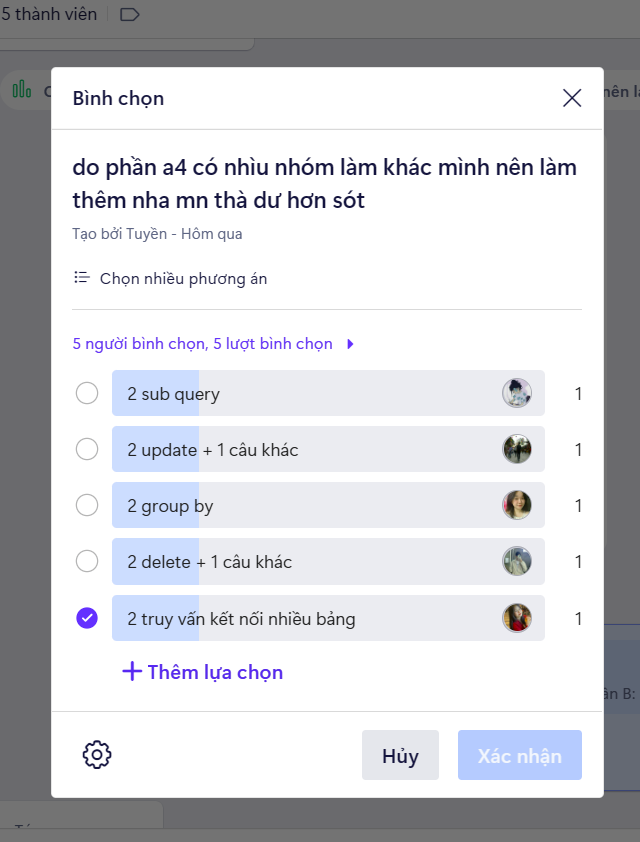 5 thành viên
Bình chọn
nên là
do phần a4 có nhìu nhóm làm khác mình nên làm
thêm nha mn thà dư hơn sót
Tạo bởi Tuyền - Hôm qua
Chọn nhiều phương án
5 người bình chọn, 5 lượt bình chọn
2 sub query 1
2 update + 1 câu khác 1
2 group by 1
2 delete + 1 câu khác 1
2 truy vấn kết nối nhiều bảng 1
+ Thêm lựa chọn
ần B:
Hủy
Xác nhận